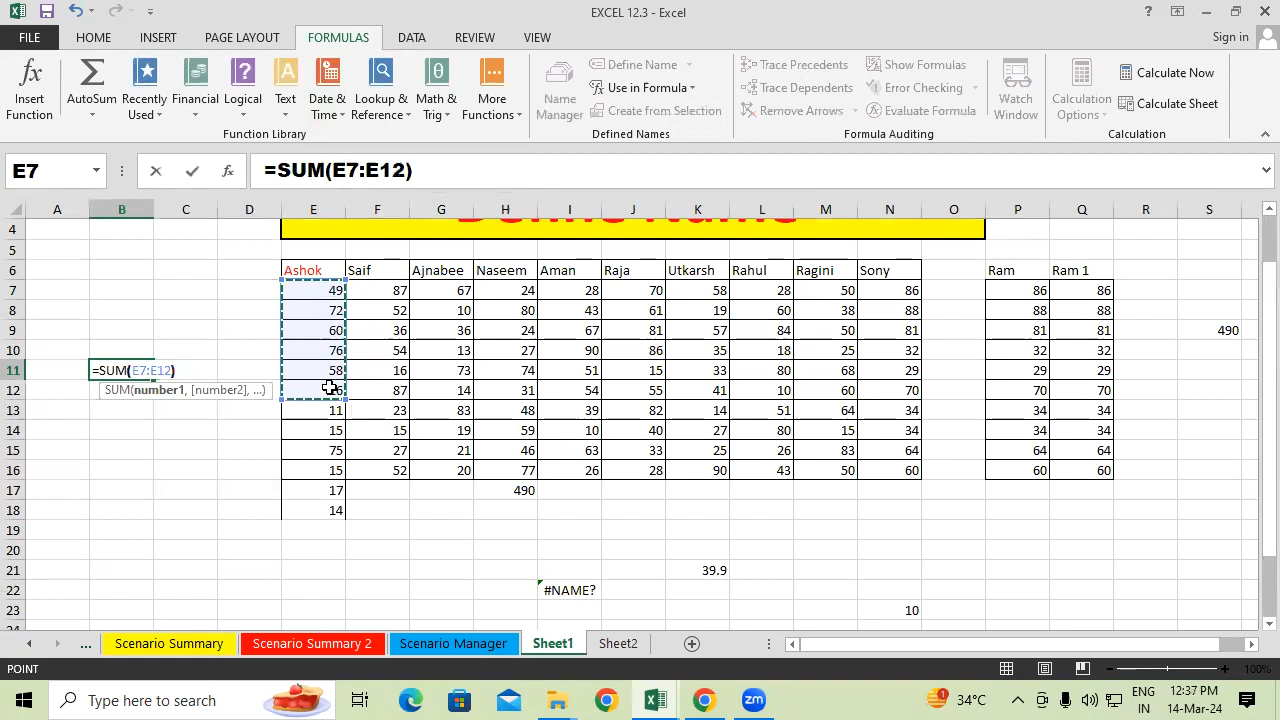 EXCEL 12.3 - Excel
FILE HOME INSERT PAGE LAYOUT FORMULAS DATA REVIEW VIEW Sign in
fx Insert Function
AutoSum
Recently Used
Financial
Logical
Text
Date & Time
Lookup & Reference
Math & Trig
More Functions
Function Library
Name Manager
Define Name
Use in Formula
Create from Selection
Defined Names
Trace Precedents
Trace Dependents
Remove Arrows
Show Formulas
Error Checking
Evaluate Formula
Watch Window
Formula Auditing
Calculation Options
Calculate Now
Calculate Sheet
Calculation
E7 fx =SUM(E7:E12)
A B C D E F G H I J K L M N O P Q R S
4
5
6 Ashok Saif Ajnabee Naseem Aman Raja Utkarsh Rahul Ragini Sony Ram Ram 1
7 49 87 67 24 28 70 58 28 50 86 86 86
8 72 52 10 80 43 61 19 60 38 88 88 88
9 60 36 36 24 67 81 57 84 50 81 81 81 490
10 76 54 13 27 90 86 35 18 25 32 32 32
11 =SUM(E7:E12) 58 16 73 74 51 15 33 80 68 29 29 29
12 SUM(number1, [number2], ...) 87 14 31 54 55 41 10 60 70 70 70
13 11 23 83 48 39 82 14 51 64 34 34 34
14 15 15 19 59 10 40 27 80 15 34 34 34
15 75 27 21 46 63 33 25 26 83 64 64 64
16 15 52 20 77 26 28 90 43 50 60 60 60
17 17 490
18 14
19
20
21 39.9
22 #NAME?
23 10
... Scenario Summary Scenario Summary 2 Scenario Manager Sheet1 Sheet2
POINT 100%
Type here to search 1 34°C ENG IN 12:37 PM 14-Mar-24
zm